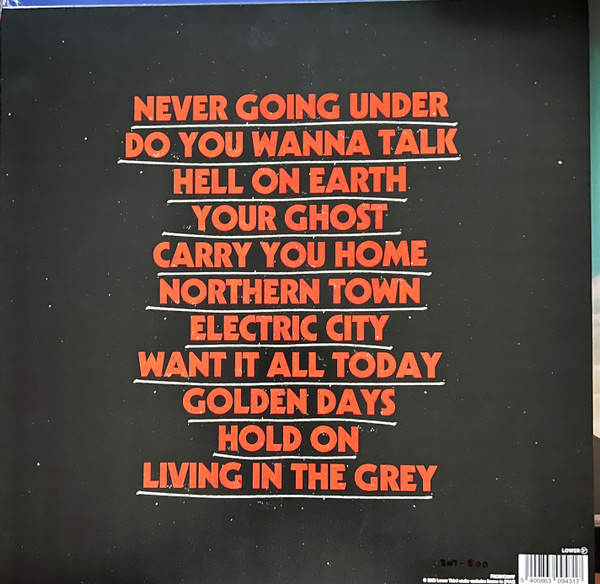 NEVER GOING UNDER
DO YOU WANNA TALK
HELL ON EARTH
YOUR GHOST
CARRY YOU HOME
NORTHERN TOWN
ELECTRIC CITY
WANT IT ALL TODAY
GOLDEN DAYS
HOLD ON
LIVING IN THE GREY
LOWER
5 400863 094317